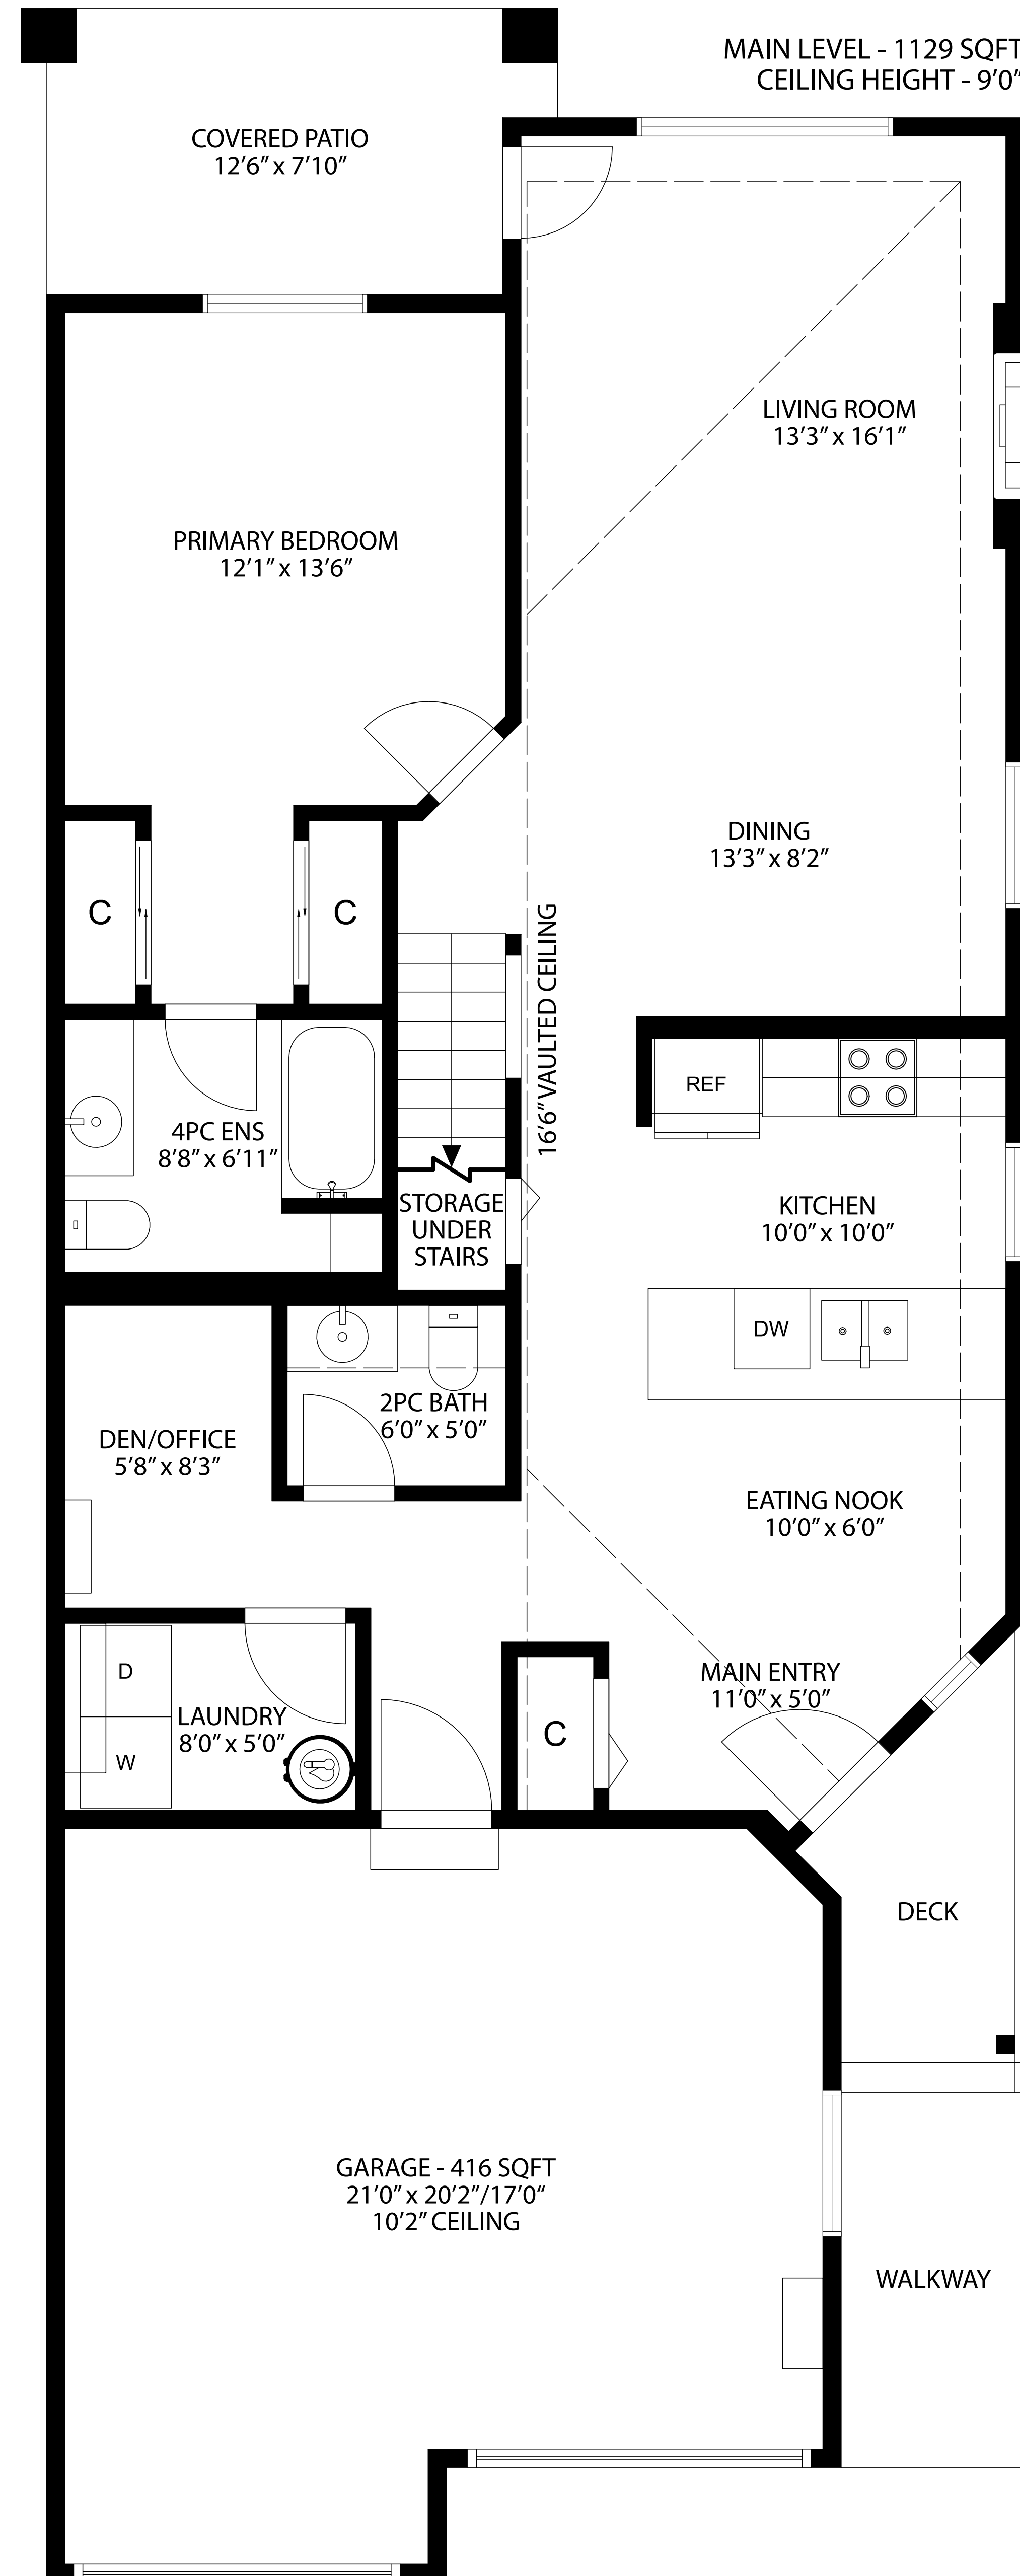 MAIN LEVEL - 1129 SQFT
CEILING HEIGHT - 9’0”
COVERED PATIO
12’6” x 7’10”
LIVING ROOM
13’3” x 16’1”
PRIMARY BEDROOM
12’1” x 13’6”
DINING
13’3” x 8’2”
C
C
16’6” VAULTED CEILING
REF
4PC ENS
8’8” x 6’11”
STORAGE
UNDER
STAIRS
KITCHEN
10’0” x 10’0”
DW
2PC BATH
6’0” x 5’0”
DEN/OFFICE
5’8” x 8’3”
EATING NOOK
10’0” x 6’0”
D
W
LAUNDRY
8’0” x 5’0”
C
MAIN ENTRY
11’0” x 5’0”
DECK
GARAGE - 416 SQFT
21’0” x 20’2”/17’0“
10’2” CEILING
WALKWAY